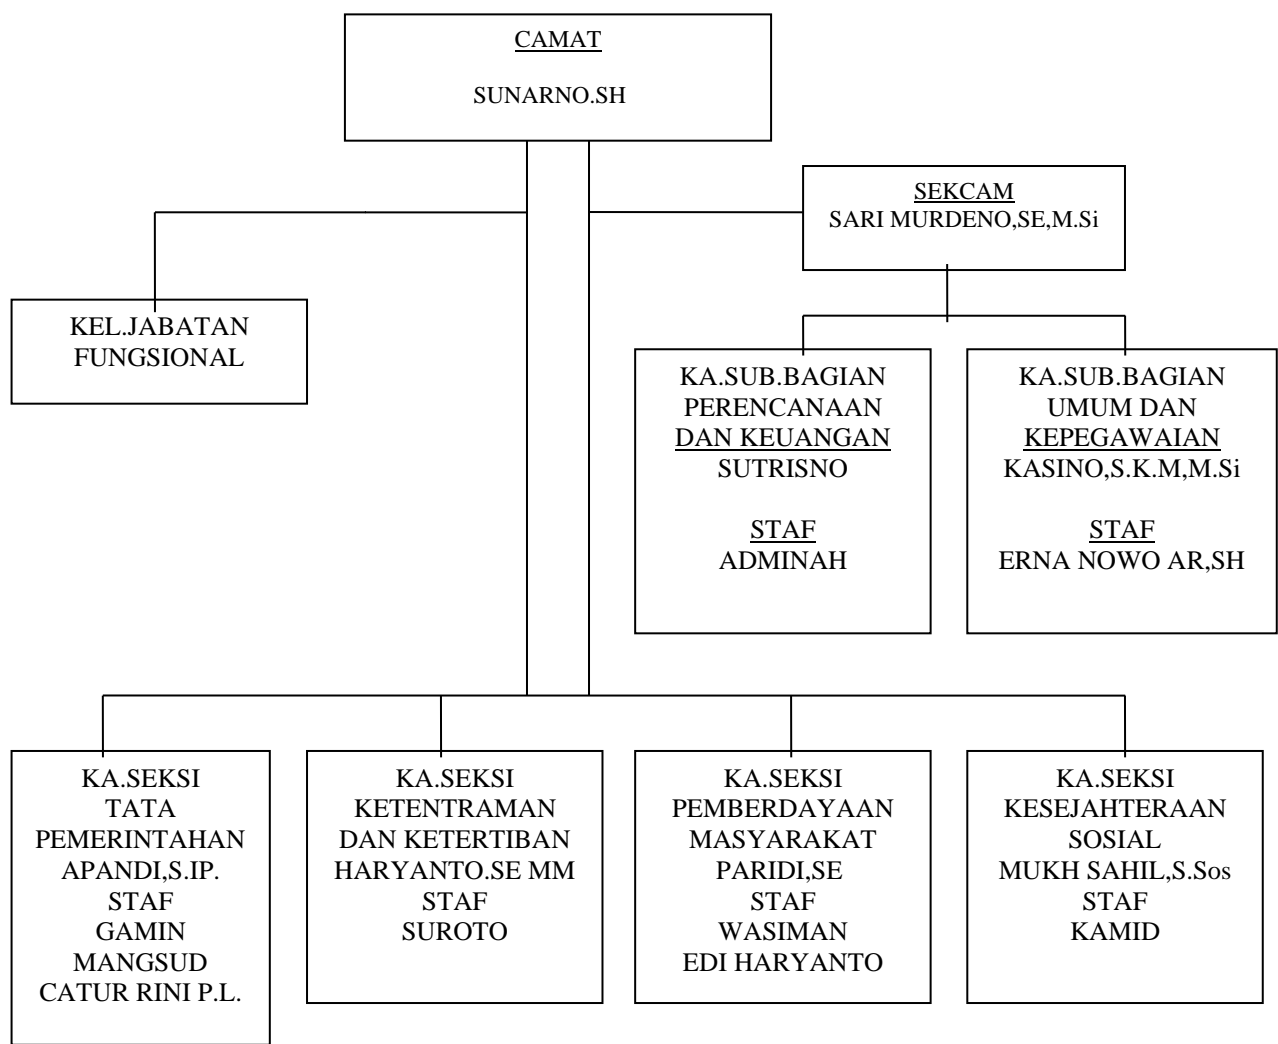 CAMAT
SUNARNO.SH
SEKCAM
SARI MURDENO,SE,M.Si
KEL.JABATAN
FUNGSIONAL
KA.SUB.BAGIAN
PERENCANAAN
DAN KEUANGAN
SUTRISNO
STAF
ADMINAH
KA.SUB.BAGIAN
UMUM DAN
KEPEGAWAIAN
KASINO,S.K.M,M.Si
STAF
ERNA NOWO AR,SH
KA.SEKSI
TATA
PEMERINTAHAN
APANDI,S.IP.
STAF
GAMIN
MANGSUD
CATUR RINI P.L.
KA.SEKSI
KETENTRAMAN
DAN KETERTIBAN
HARYANTO.SE MM
STAF
SUROTO
KA.SEKSI
PEMBERDAYAAN
MASYARAKAT
PARIDI,SE
STAF
WASIMAN
EDI HARYANTO
KA.SEKSI
KESEJAHTERAAN
SOSIAL
MUKH SAHIL,S.Sos
STAF
KAMID